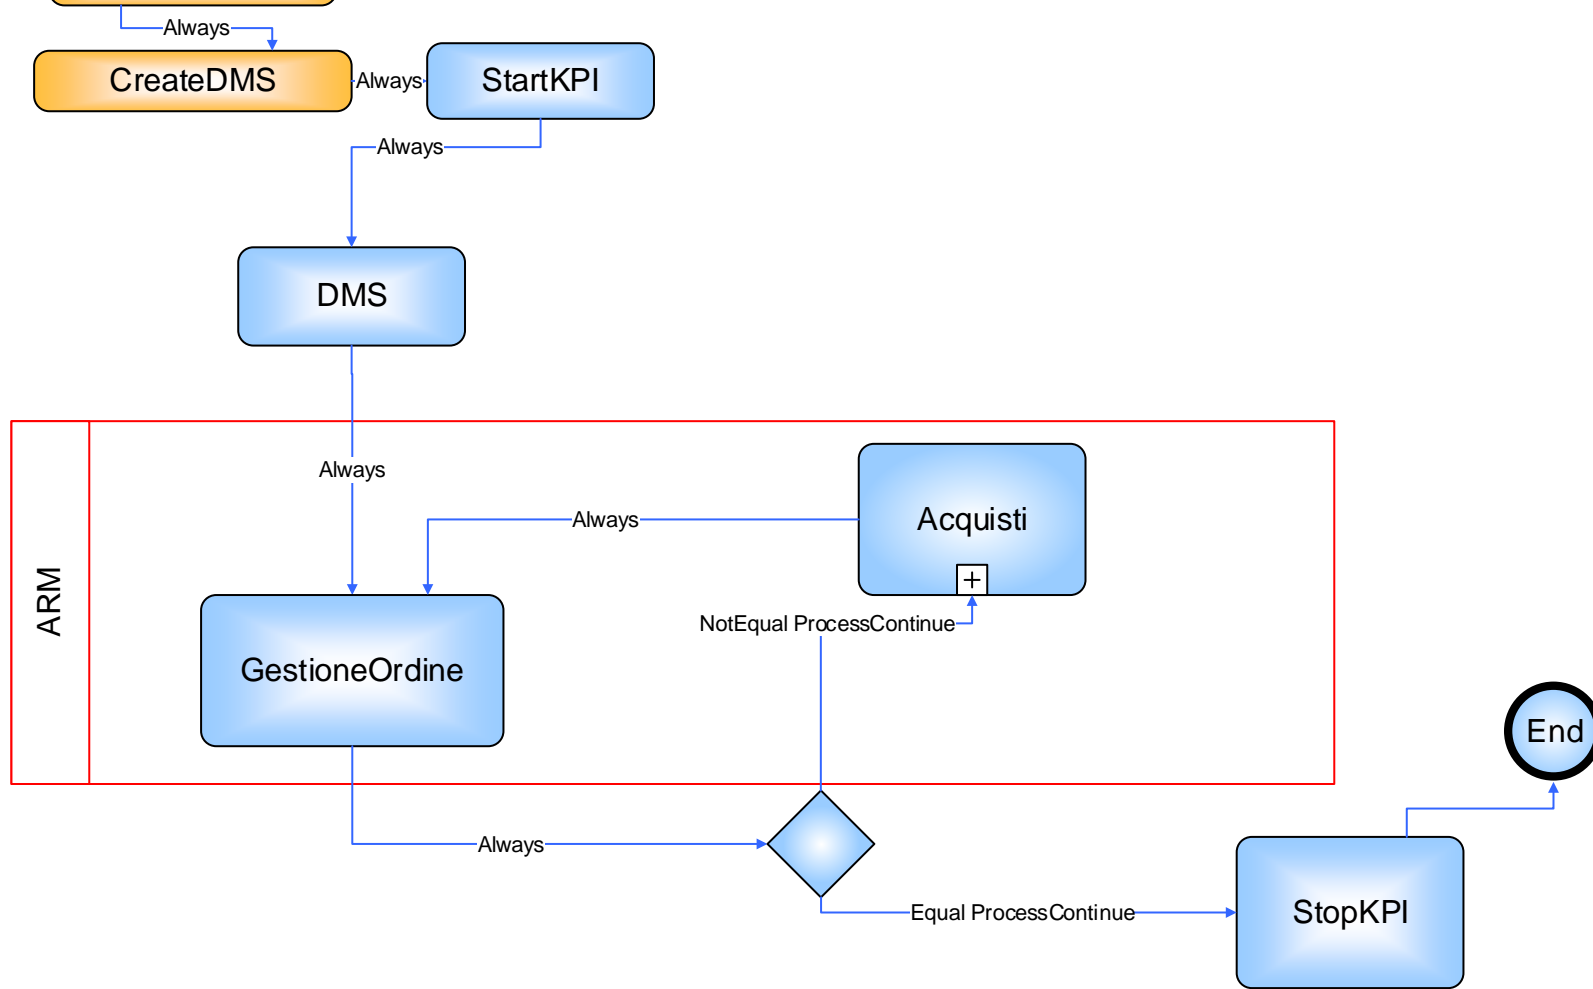 Always
CreateDMS
Always
StartKPI
Always
DMS
Always
Always
Acquisti
ARM
NotEqual ProcessContinue
GestioneOrdine
End
Always
Equal ProcessContinue
StopKPI